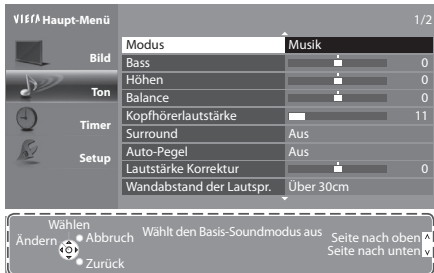 VIErA Haupt-Menü 1/2
Bild
Ton
Timer
Setup
Modus Musik
Bass 0
Höhen 0
Balance 0
Kopfhörerlautstärke 11
Surround Aus
Auto-Pegel Aus
Lautstärke Korrektur 0
Wandabstand der Lautspr. Über 30cm
Wählen
Ändern
Abbruch
Zurück
Wählt den Basis-Soundmodus aus
Seite nach oben
Seite nach unten